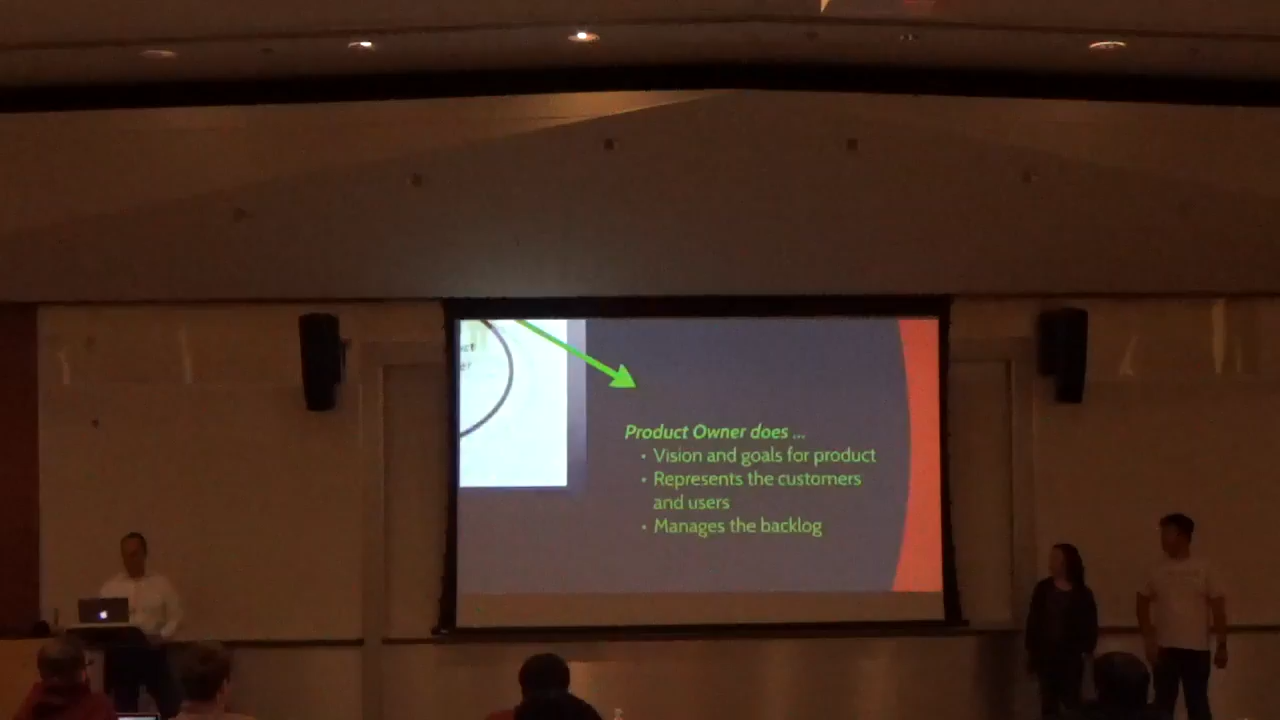 Product Owner does ...
• Vision and goals for product
• Represents the customers
and users
• Manages the backlog